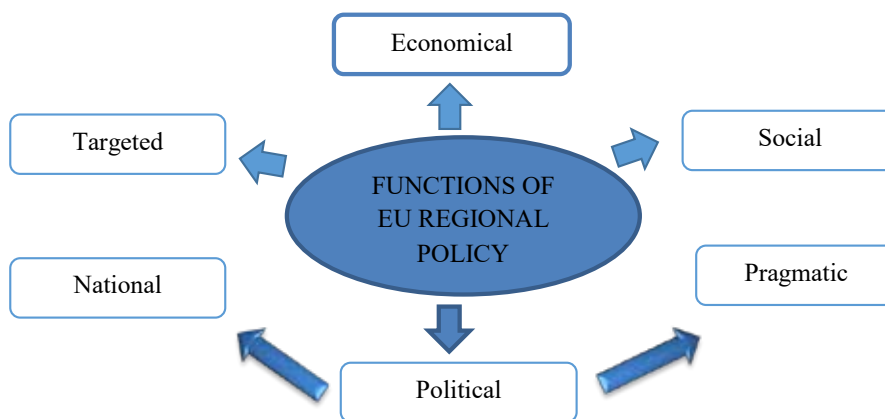 Economical
Targeted
Social
FUNCTIONS OF
EU REGIONAL
POLICY
National
Pragmatic
Political